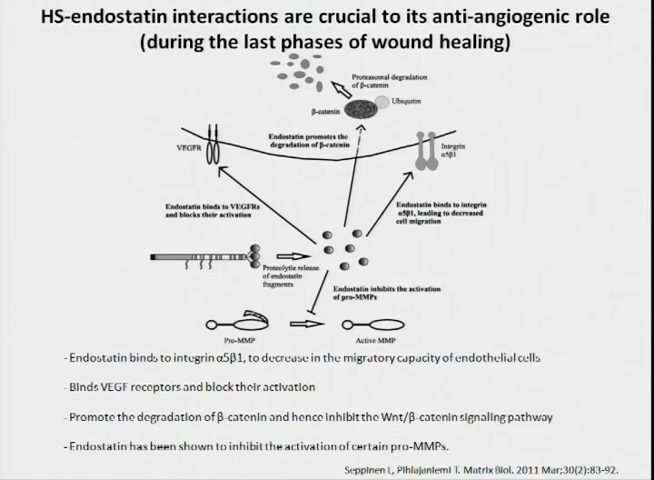 HS-endostatin interactions are crucial to its anti-angiogenic role
(during the last phases of wound healing)
Proteasomal degradation
of β-catenin
Ubiquitin
β-catenin
Endostatin promotes the
degradation of β-catenin
VEGFR
Integrin
α5β1
Endostatin binds to VEGFRs
and blocks their activation
Endostatin binds to integrin
α5β1, leading to decreased
cell migration
Proteolytic release
of endostatin
fragments
Endostatin inhibits the activation
of pro-MMPs
Pro-MMP
Active MMP
- Endostatin binds to integrin α5β1, to decrease in the migratory capacity of endothelial cells
- Binds VEGF receptors and block their activation
- Promote the degradation of β-catenin and hence inhibit the Wnt/β-catenin signaling pathway
- Endostatin has been shown to inhibit the activation of certain pro-MMPs.
Seppinen L, Pihlajaniemi T. Matrix Biol. 2011 Mar;30(2):83-92.